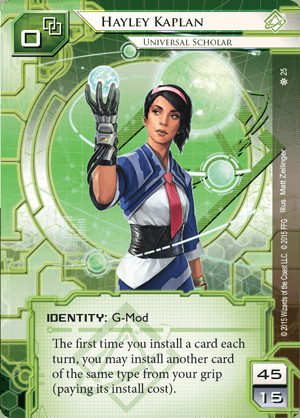 0
HAYLEY KAPLAN
UNIVERSAL SCHOLAR
25
Illus. Matt Zeilinger
© 2015 Wizards of the Coast LLC. © 2015 FFG
IDENTITY: G-Mod
The first time you install a card each
turn, you may install another card
of the same type from your grip
(paying its install cost).
45
15